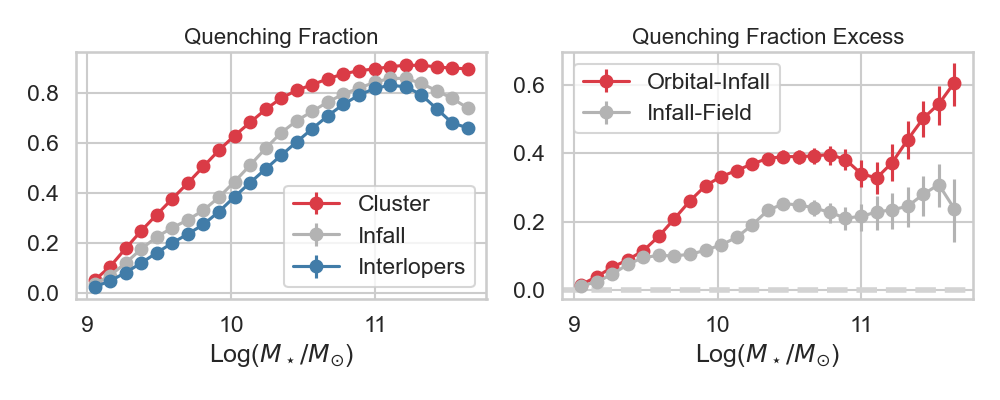 Quenching Fraction
0.8
0.6
0.4
0.2
0.0
9
10
11
Log(M⋆/M⊙)
Cluster
Infall
Interlopers
Quenching Fraction Excess
0.6
0.4
0.2
0.0
9
10
11
Log(M⋆/M⊙)
Orbital-Infall
Infall-Field